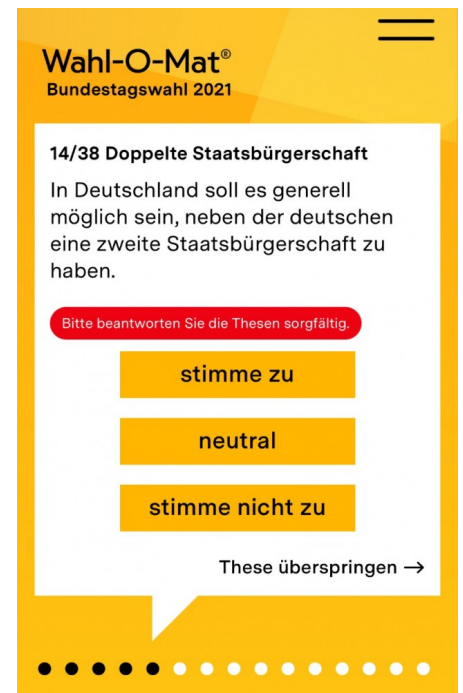 Wahl-O-Mat®
Bundestagswahl 2021
14/38 Doppelte Staatsbürgerschaft
In Deutschland soll es generell
möglich sein, neben der deutschen
eine zweite Staatsbürgerschaft zu
haben.
Bitte beantworten Sie die Thesen sorgfältig.
stimme zu
neutral
stimme nicht zu
These überspringen →